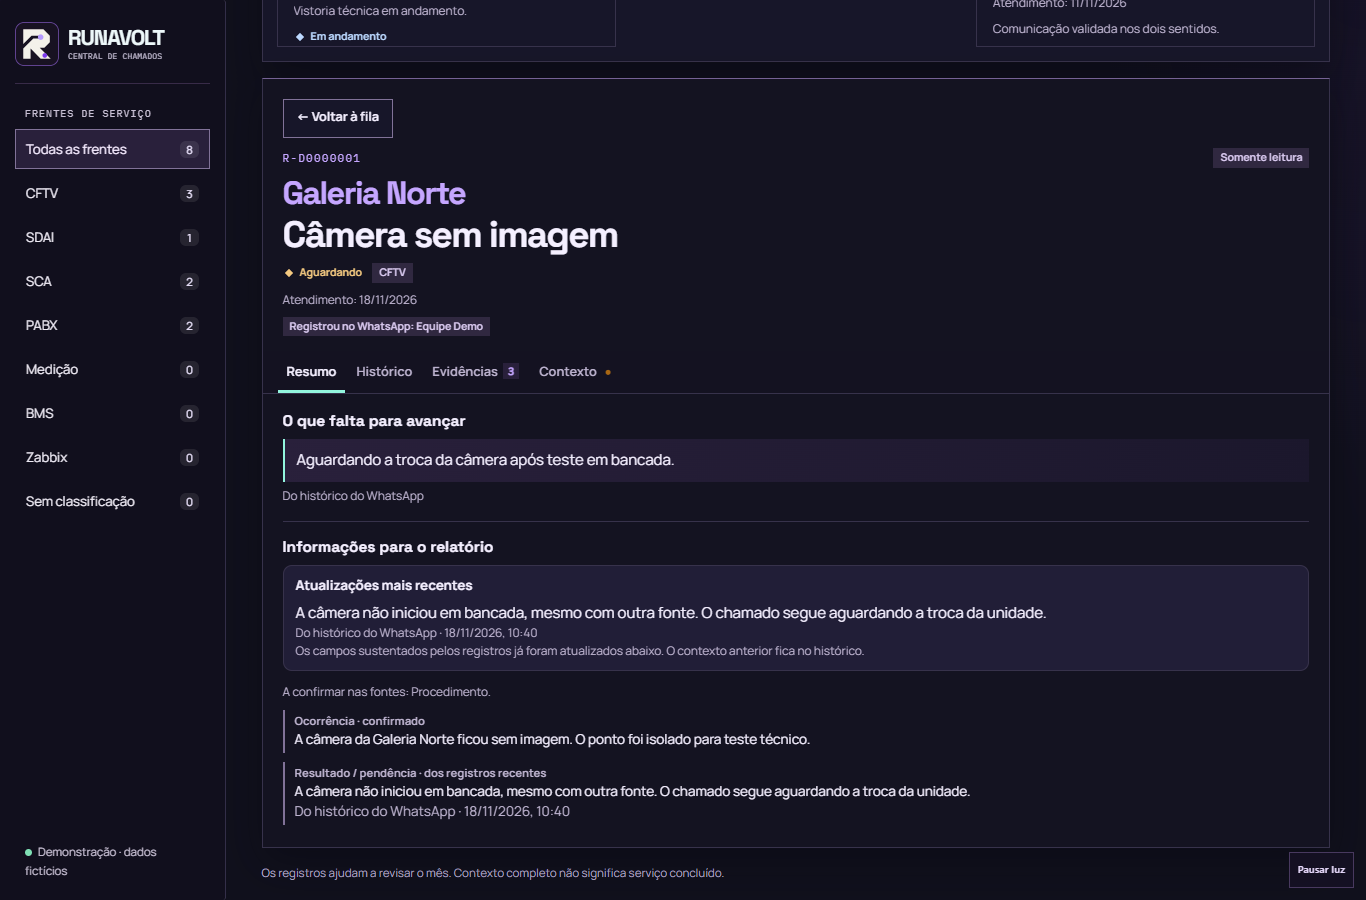 RUNAVOLT
CENTRAL DE CHAMADOS
FRENTES DE SERVIÇO
Todas as frentes 8
CFTV 3
SDAI 1
SCA 2
PABX 2
Medição 0
BMS 0
Zabbix 0
Sem classificação 0
Demonstração · dados
fictícios
Vistoria técnica em andamento.
Em andamento
Atendimento: 11/11/2026
Comunicação validada nos dois sentidos.
← Voltar à fila
R-D0000001
Somente leitura
Galeria Norte
Câmera sem imagem
Aguardando CFTV
Atendimento: 18/11/2026
Registrou no WhatsApp: Equipe Demo
Resumo Histórico Evidências 3 Contexto
O que falta para avançar
Aguardando a troca da câmera após teste em bancada.
Do histórico do WhatsApp
Informações para o relatório
Atualizações mais recentes
A câmera não iniciou em bancada, mesmo com outra fonte. O chamado segue aguardando a troca da unidade.
Do histórico do WhatsApp · 18/11/2026, 10:40
Os campos sustentados pelos registros já foram atualizados abaixo. O contexto anterior fica no histórico.
A confirmar nas fontes: Procedimento.
Ocorrência · confirmado
A câmera da Galeria Norte ficou sem imagem. O ponto foi isolado para teste técnico.
Resultado / pendência · dos registros recentes
A câmera não iniciou em bancada, mesmo com outra fonte. O chamado segue aguardando a troca da unidade.
Do histórico do WhatsApp · 18/11/2026, 10:40
Os registros ajudam a revisar o mês. Contexto completo não significa serviço concluído.
Pausar luz